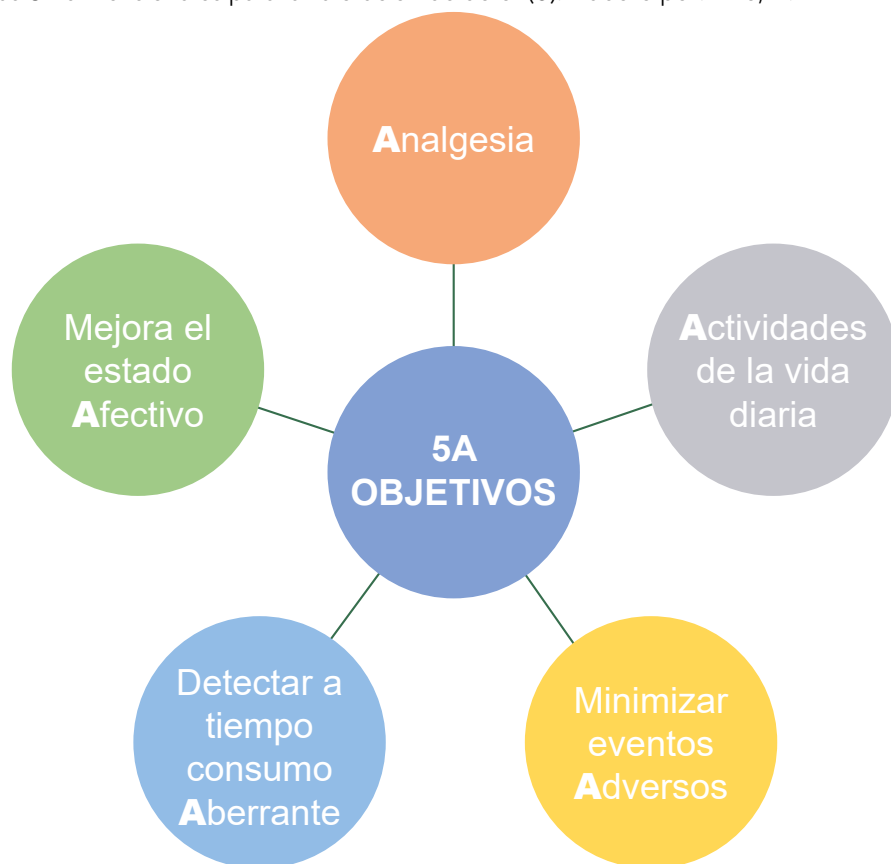 Analgesia
Actividades
de la vida
diaria
Minimizar
eventos
Adversos
Detectar a
tiempo
consumo
Aberrante
Mejora el
estado
Afectivo
5A
OBJETIVOS